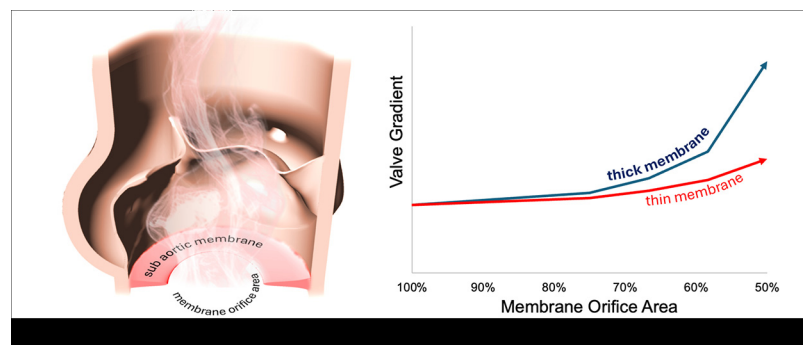 sub aortic membrane
membrane orifice area
Valve Gradient
thick membrane
thin membrane
100%
90%
80%
70%
60%
50%
Membrane Orifice Area